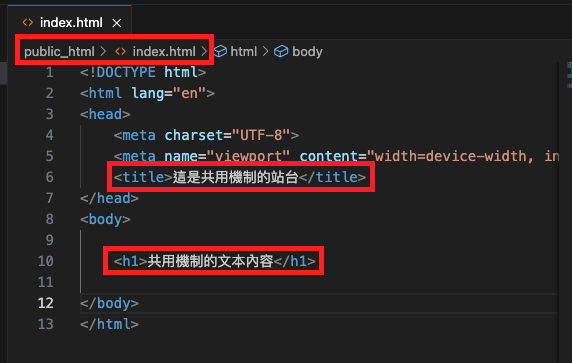 index.html ×
public_html > index.html > html > body
1 <!DOCTYPE html>
2 <html lang="en">
3 <head>
4 <meta charset="UTF-8">
5 <meta name="viewport" content="width=device-width, in
6 <title>這是共用機制的站台</title>
7 </head>
8 <body>
9
10 <h1>共用機制的文本內容</h1>
11
12 </body>
13 </html>